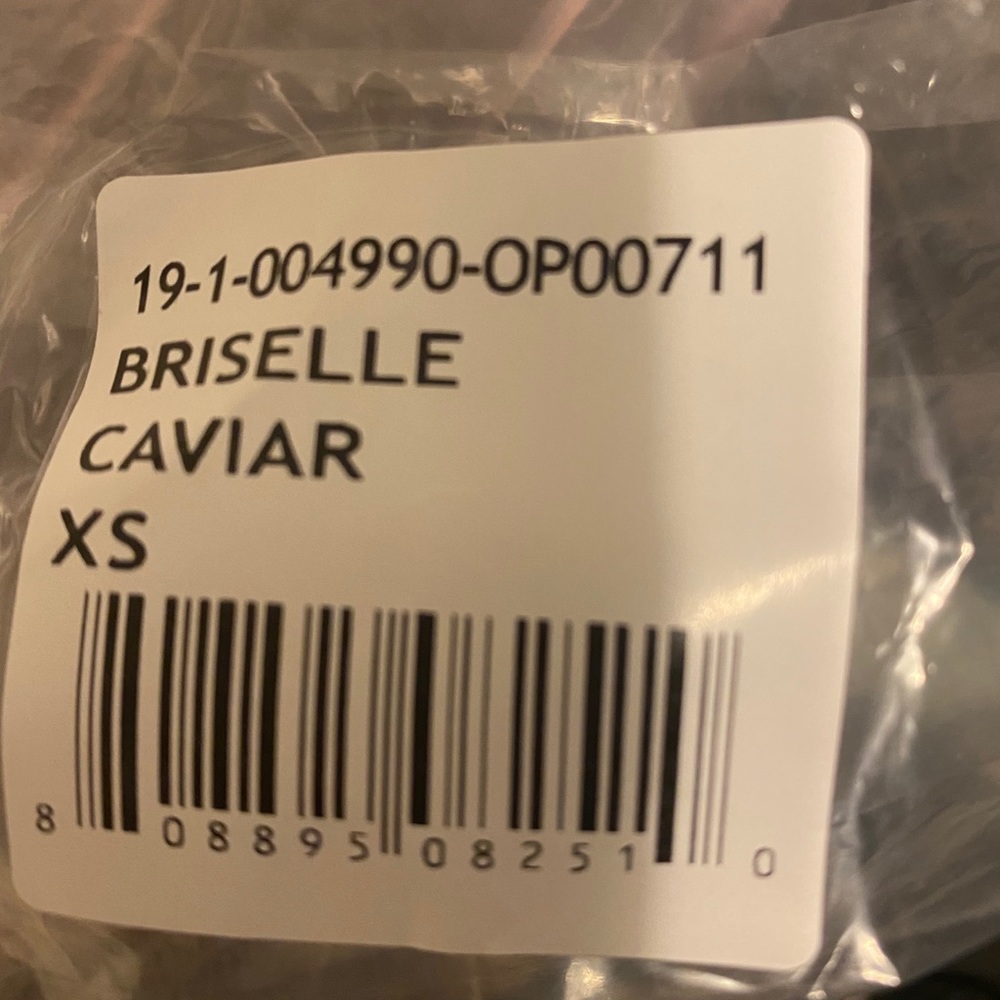 19-1-004990-OP00711
BRISELLE
CAVIAR
XS
8 08895 08251 0